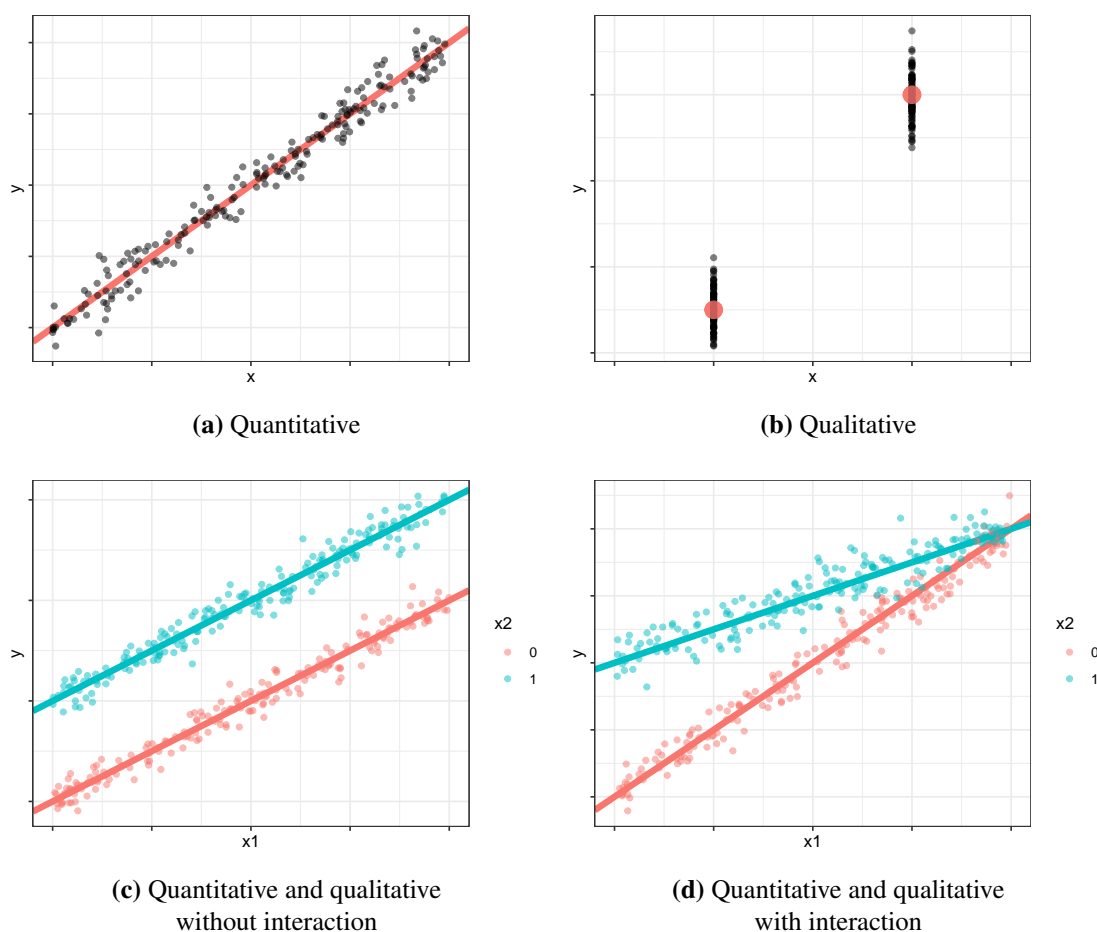 y
x
(a) Quantitative
y
x
(b) Qualitative
y
x1
x2
0
1
(c) Quantitative and qualitative
without interaction
y
x1
x2
0
1
(d) Quantitative and qualitative
with interaction